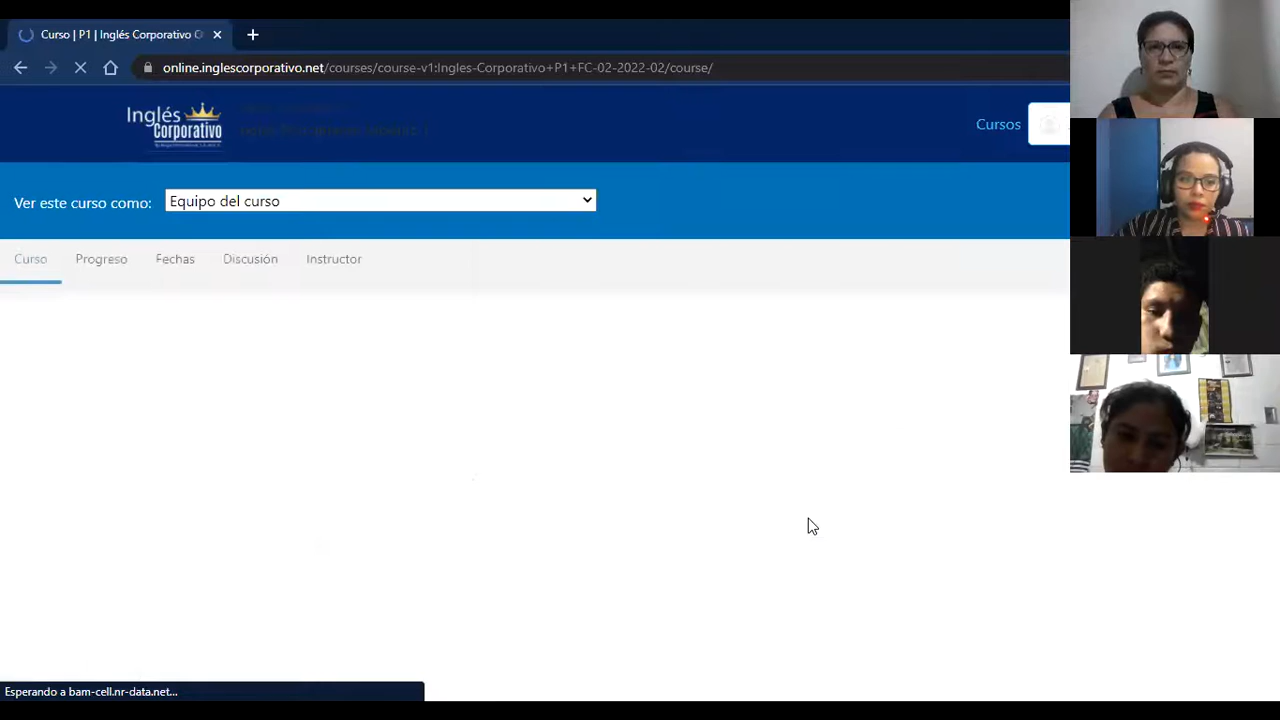 Curso | P1 | Inglés Corporativo
online.inglescorporativo.net/courses/course-v1:Ingles-Corporativo+P1+FC-02-2022-02/course/
Inglés
Corporativo
Cursos
Ver este curso como:
Equipo del curso
Curso
Progreso
Fechas
Discusión
Instructor
Esperando a bam-cell.nr-data.net...